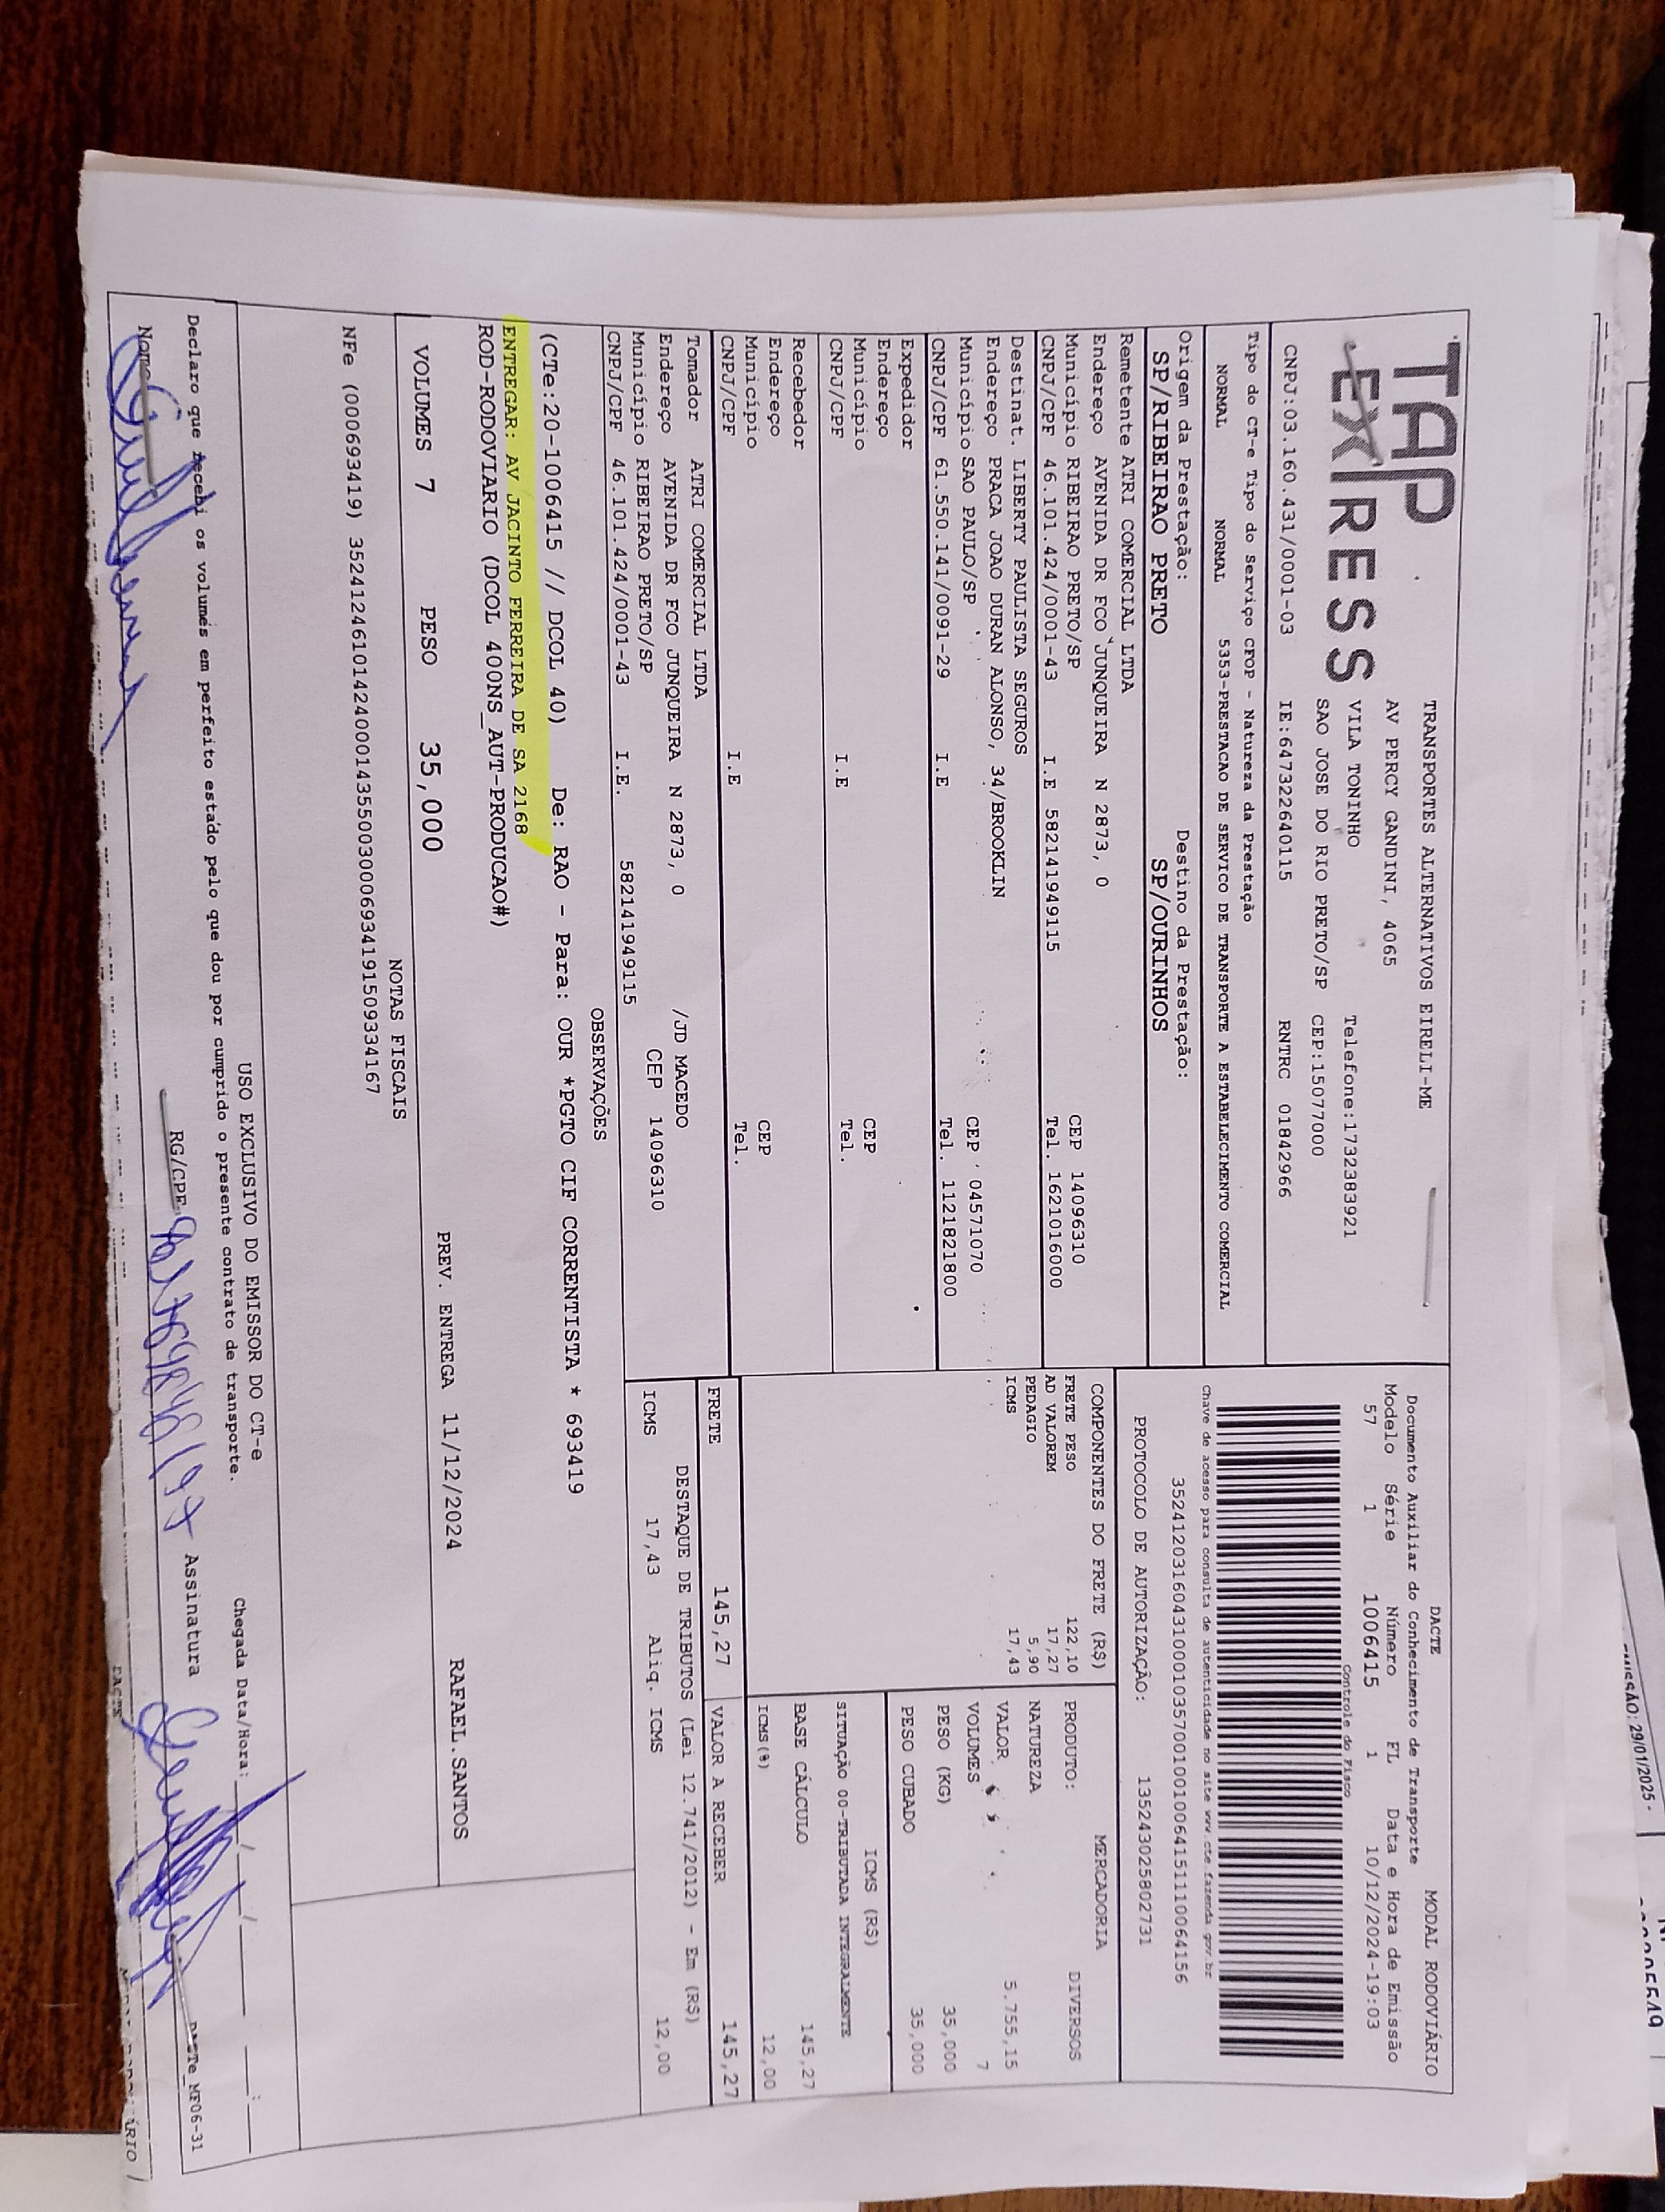 TAP EXPRESS
TRANSPORTES ALTERNATIVOS EIRELI-ME
AV PERCY GANDINI, 4065
VILA TONINHO Telefone:1732383921
SAO JOSE DO RIO PRETO/SP CEP:15077000
CNPJ:03.160.431/0001-03 IE:647322640115 RNTRC 01842966
DACTE MODAL RODOVIÁRIO
Documento Auxiliar do Conhecimento de Transporte
Modelo Série Número FL Data e Hora de Emissão
57 1 1006415 1 10/12/2024-19:03
Controle do Fisco
Chave de acesso para consulta de autenticidade no site www.cte.fazenda.gov.br
35241203160431000103570010010064151110064156
PROTOCOLO DE AUTORIZAÇÃO: 135243025802731
Tipo do CT-e Tipo do Serviço CFOP - Natureza da Prestação
NORMAL NORMAL 5353-PRESTACAO DE SERVICO DE TRANSPORTE A ESTABELECIMENTO COMERCIAL
Origem da Prestação: Destino da Prestação:
SP/RIBEIRAO PRETO SP/OURINHOS
Remetente ATRI COMERCIAL LTDA
Endereço AVENIDA DR FCO JUNQUEIRA N 2873, 0
Município RIBEIRAO PRETO/SP CEP 14096310
CNPJ/CPF 46.101.424/0001-43 I.E 582141949115 Tel. 1621016000
Destinat. LIBERTY PAULISTA SEGUROS
Endereço PRACA JOAO DURAN ALONSO, 34/BROOKLIN
Município SAO PAULO/SP CEP 04571070
CNPJ/CPF 61.550.141/0091-29 I.E Tel. 1121821800
Expedidor
Endereço
Município CEP
CNPJ/CPF I.E Tel.
Recebedor
Endereço
Município CEP
CNPJ/CPF I.E Tel.
Tomador ATRI COMERCIAL LTDA
Endereço AVENIDA DR FCO JUNQUEIRA N 2873, 0 /JD MACEDO
Município RIBEIRAO PRETO/SP CEP 14096310
CNPJ/CPF 46.101.424/0001-43 I.E. 582141949115
COMPONENTES DO FRETE (R$)
FRETE PESO 122,10
AD VALOREM 17,27
PEDAGIO 5,90
ICMS 17,43
MERCADORIA
PRODUTO: DIVERSOS
NATUREZA
VALOR 5.755,15
VOLUMES 7
PESO (KG) 35,000
PESO CUBADO 35,000
ICMS (R$)
SITUAÇÃO 00-TRIBUTADA INTEGRALMENTE
BASE CÁLCULO 145,27
ICMS(%) 12,00
FRETE 145,27 VALOR A RECEBER 145,27
DESTAQUE DE TRIBUTOS (Lei 12.741/2012) - Em (R$)
ICMS 17,43 Aliq. ICMS 12,00
OBSERVAÇÕES
(CTe:20-1006415 // DCOL 40) De: RAO - Para: OUR *PGTO CIF CORRENTISTA * 693419
ENTREGAR: AV JACINTO FERREIRA DE SA 2168
ROD-RODOVIARIO (DCOL 400NS_AUT-PRODUCAO#)
VOLUMES 7 PESO 35,000 PREV. ENTREGA 11/12/2024 RAFAEL.SANTOS
NOTAS FISCAIS
NFe (000693419) 35241246101424000143550030006934191509334167
USO EXCLUSIVO DO EMISSOR DO CT-e
Declaro que recebi os volumes em perfeito estado pelo que dou por cumprido o presente contrato de transporte.
Chegada Data/Hora: / / :
Nome RG/CPF Assinatura
DACTe MF06-31
EMISSÃO: 29/01/2025 -